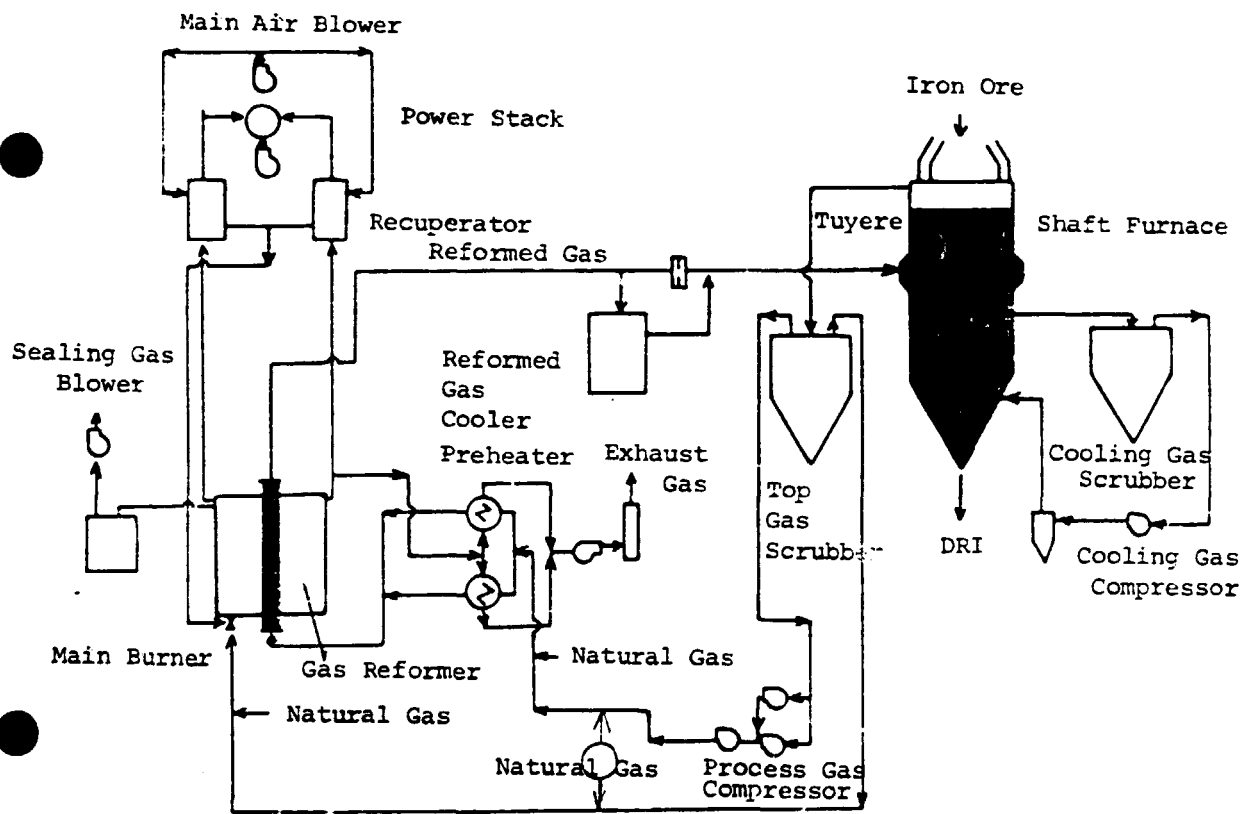 Main Air Blower
Power Stack
Iron Ore
Recuperator
Reformed Gas
Tuyere
Shaft Furnace
Sealing Gas
Blower
Reformed
Gas
Cooler
Preheater
Exhaust
Gas
Top
Gas
Scrubber
Cooling Gas
Scrubber
DRI
Cooling Gas
Compressor
Main Burner
Gas Reformer
Natural Gas
Natural Gas
Natural Gas
Process Gas
Compressor